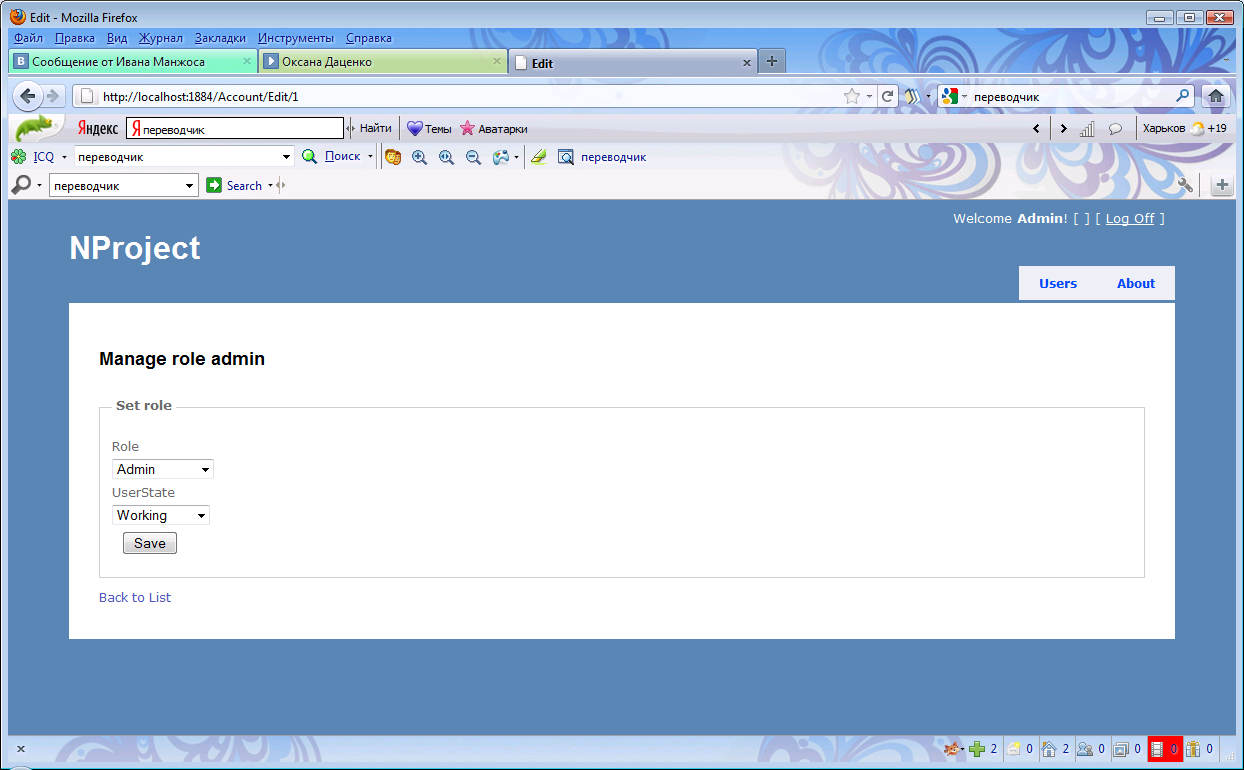 Edit - Mozilla Firefox
Файл Правка Вид Журнал Закладки Инструменты Справка
Сообщение от Ивана Манжоса Оксана Даценко Edit
http://localhost:1884/Account/Edit/1 переводчик
Яндекс Я переводчик Найти Темы Аватарки Харьков +19
ICQ переводчик Поиск переводчик
переводчик Search
Welcome Admin! [ ] [ Log Off ]
NProject
Users About
Manage role admin
Set role
Role
Admin
UserState
Working
Save
Back to List
2 0 2 0 0 0 0